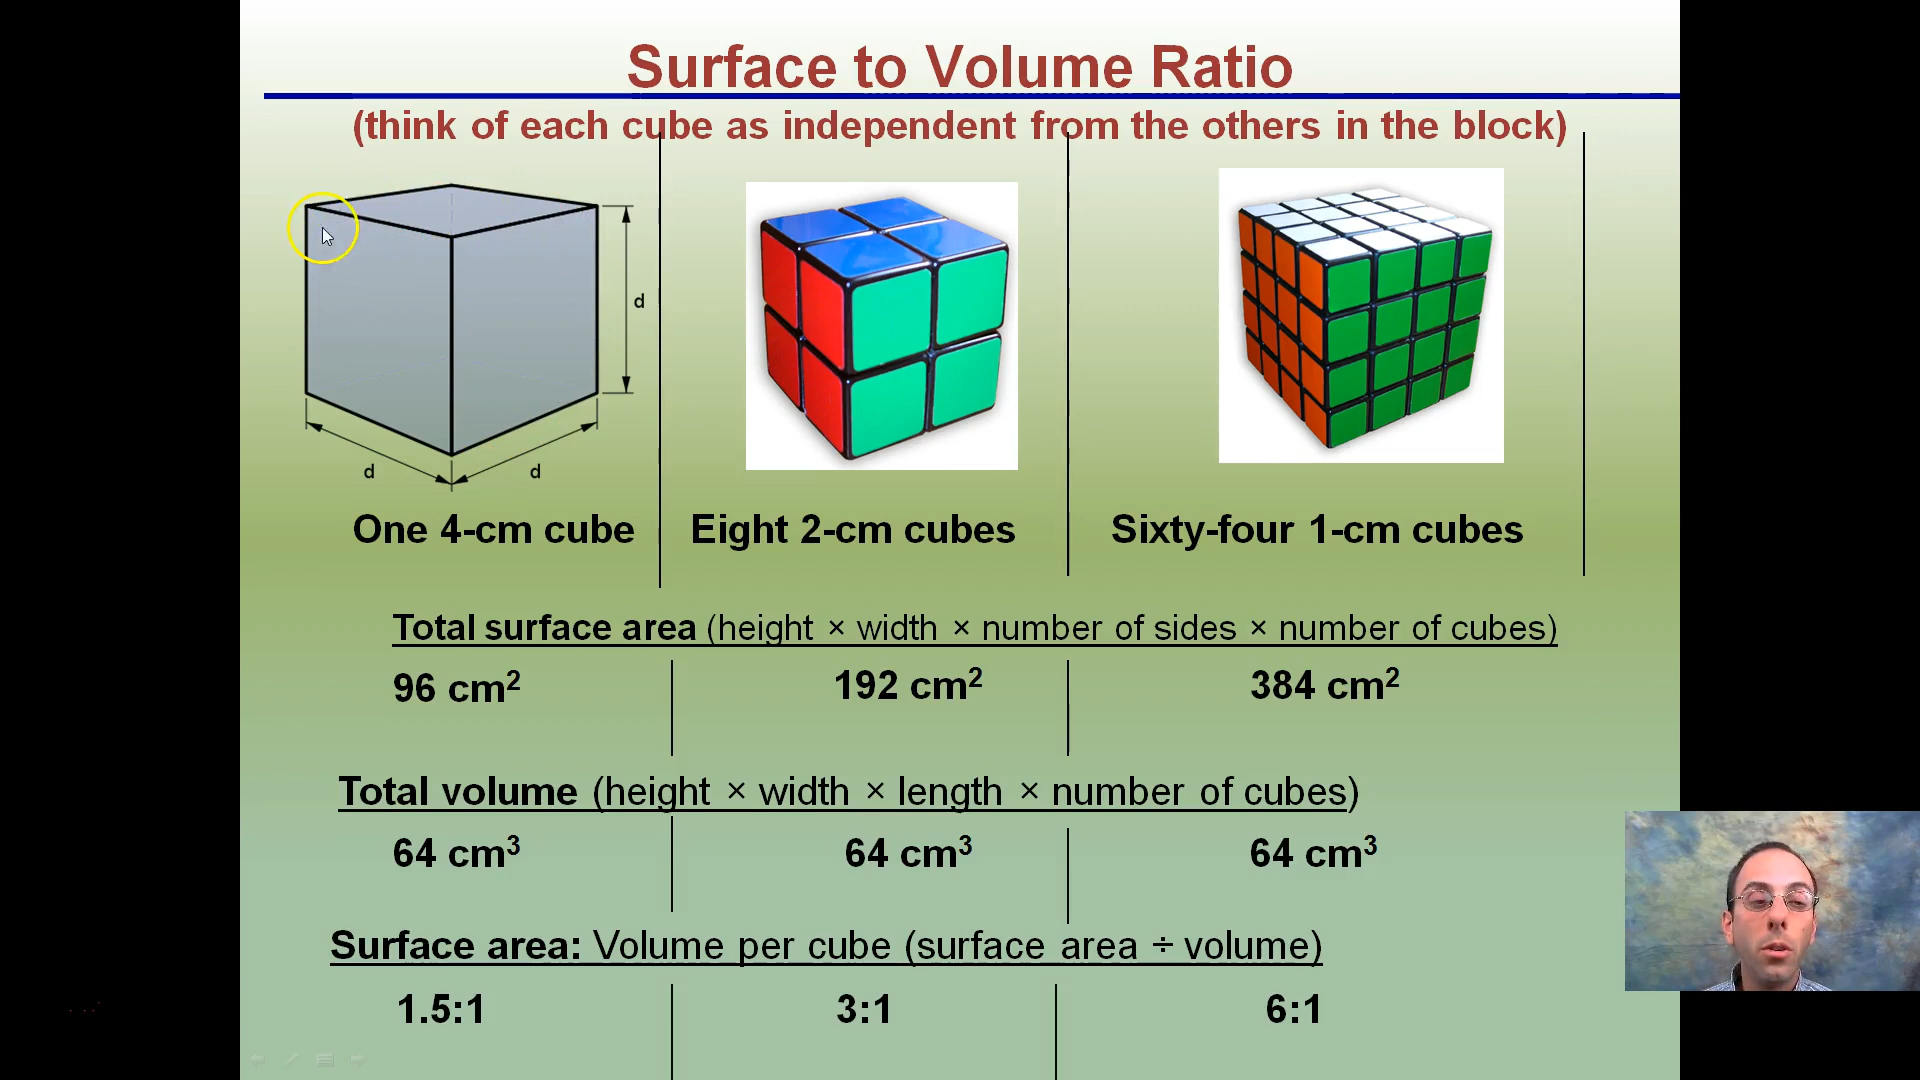 Surface to Volume Ratio
(think of each cube as independent from the others in the block)
d
d
d
One 4-cm cube
Eight 2-cm cubes
Sixty-four 1-cm cubes
Total surface area (height × width × number of sides × number of cubes)
96 cm²
192 cm²
384 cm²
Total volume (height × width × length × number of cubes)
64 cm³
64 cm³
64 cm³
Surface area: Volume per cube (surface area ÷ volume)
1.5:1
3:1
6:1